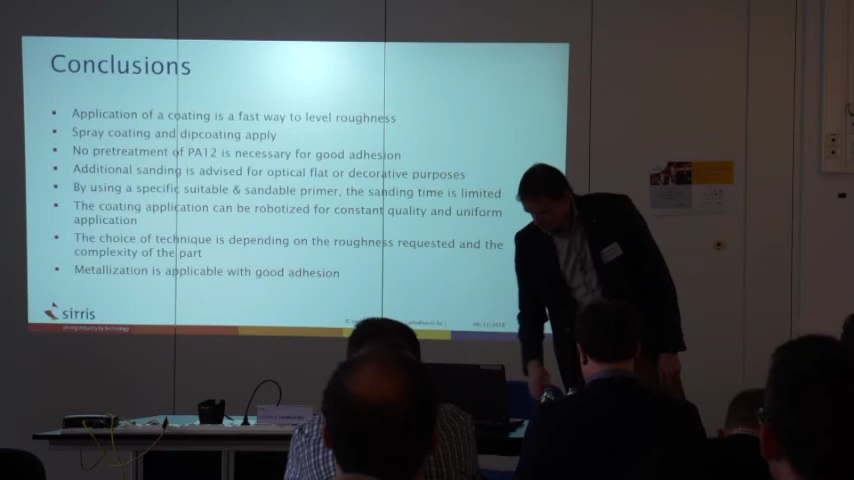 Conclusions
Application of a coating is a fast way to level roughness
Spray coating and dipcoating apply
No pretreatment of PA12 is necessary for good adhesion
Additional sanding is advised for optical flat or decorative purposes
By using a specific suitable & sandable primer, the sanding time is limited
The coating application can be robotized for constant quality and uniform
application
The choice of technique is depending on the roughness requested and the
complexity of the part
Metallization is applicable with good adhesion
sirris
driving industry by technology